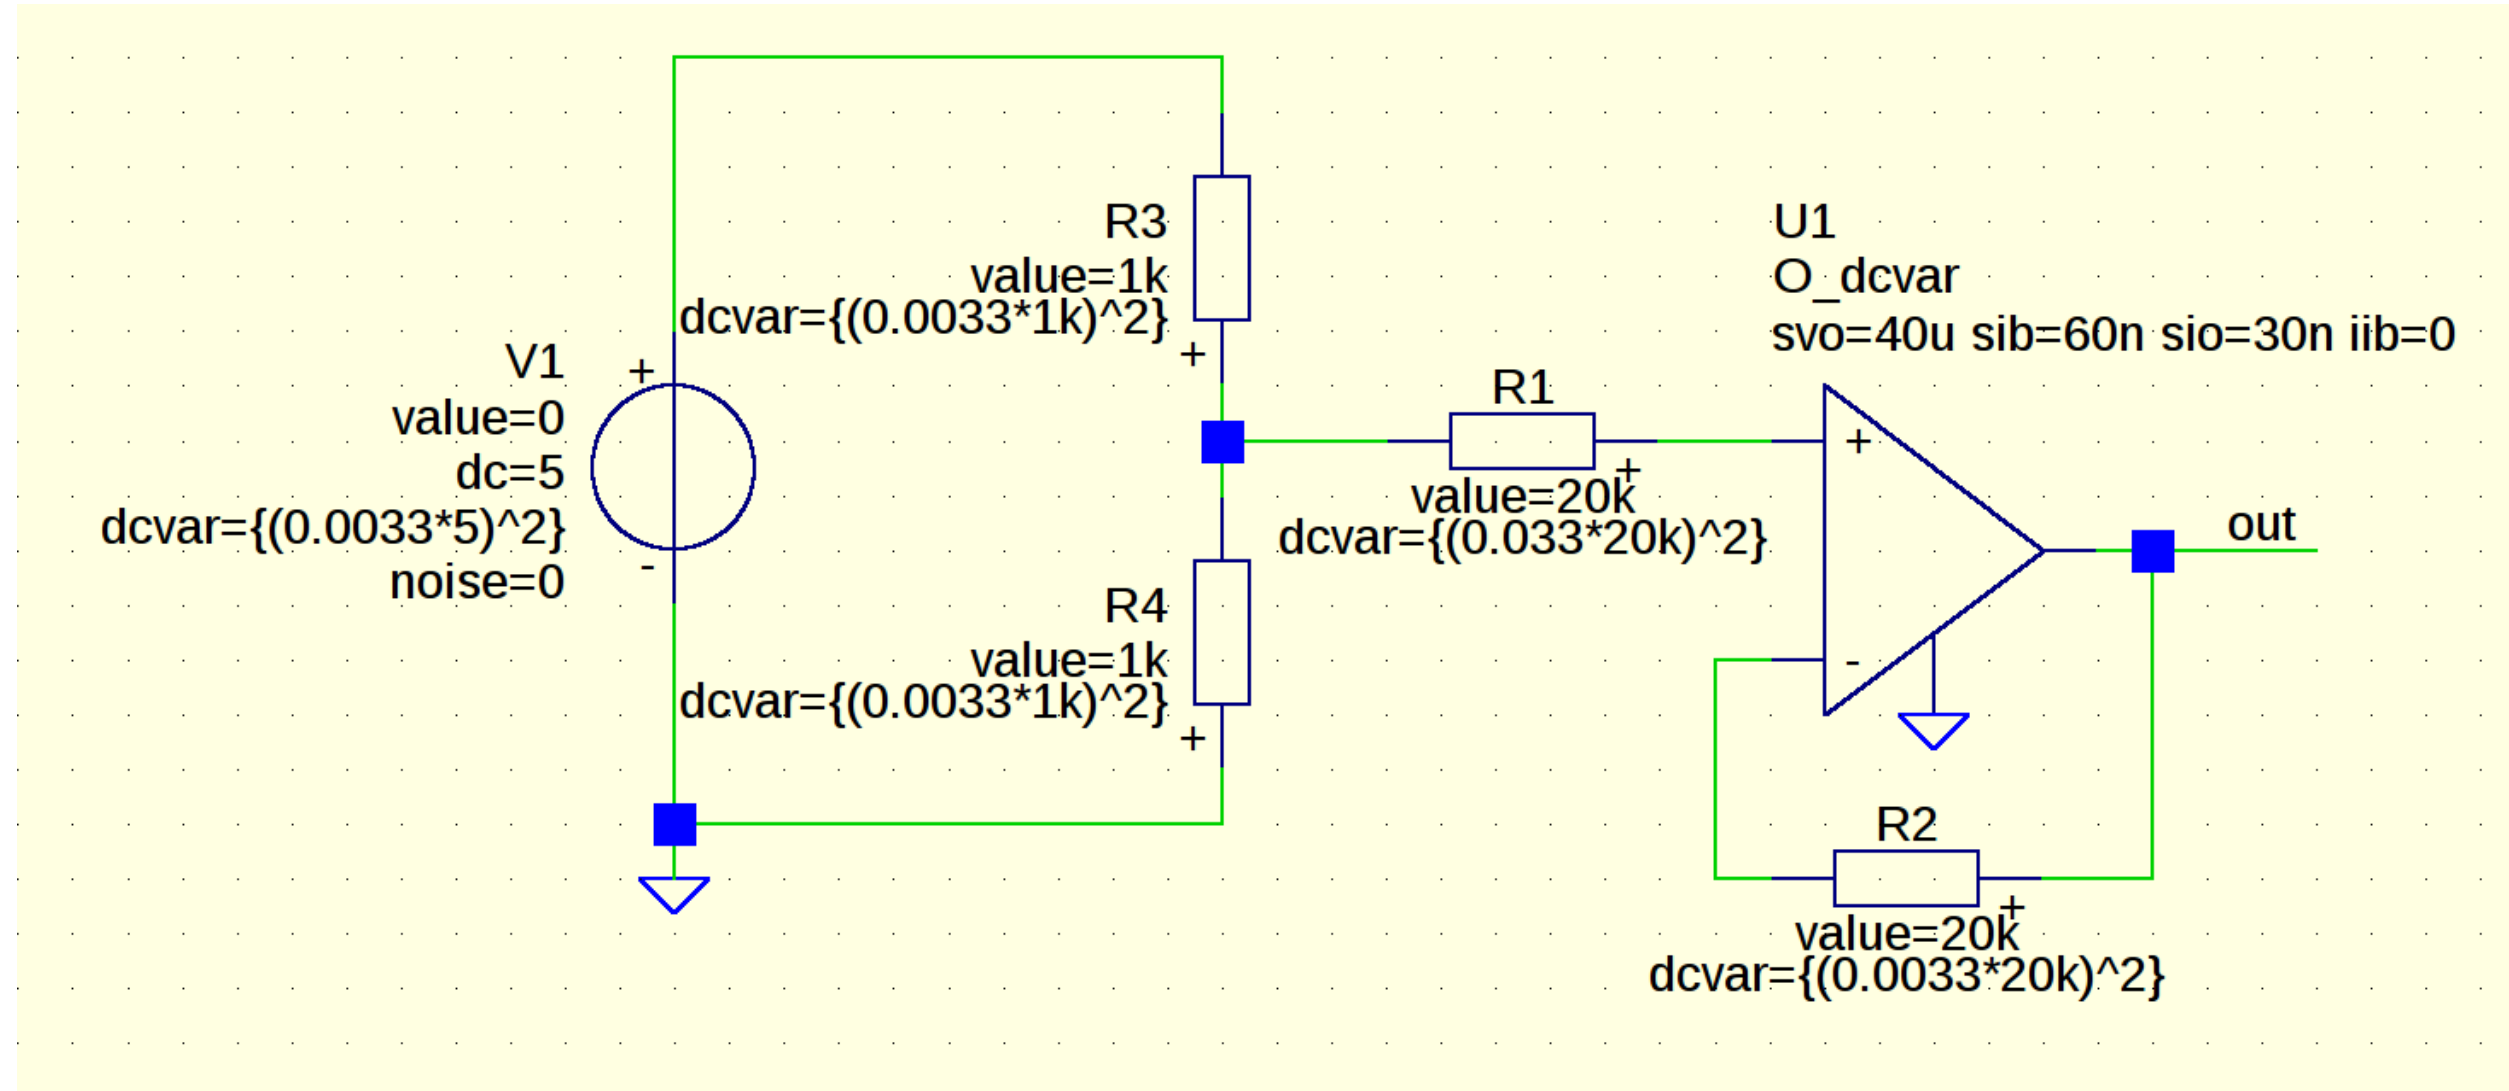 V1
value=0
dc=5
dcvar={(0.0033*5)^2}
noise=0
+
-
R3
value=1k
dcvar={(0.0033*1k)^2}
+
R4
value=1k
dcvar={(0.0033*1k)^2}
+
R1
+
value=20k
dcvar={(0.033*20k)^2}
U1
O_dcvar
svo=40u sib=60n sio=30n iib=0
+
-
out
R2
+
value=20k
dcvar={(0.0033*20k)^2}